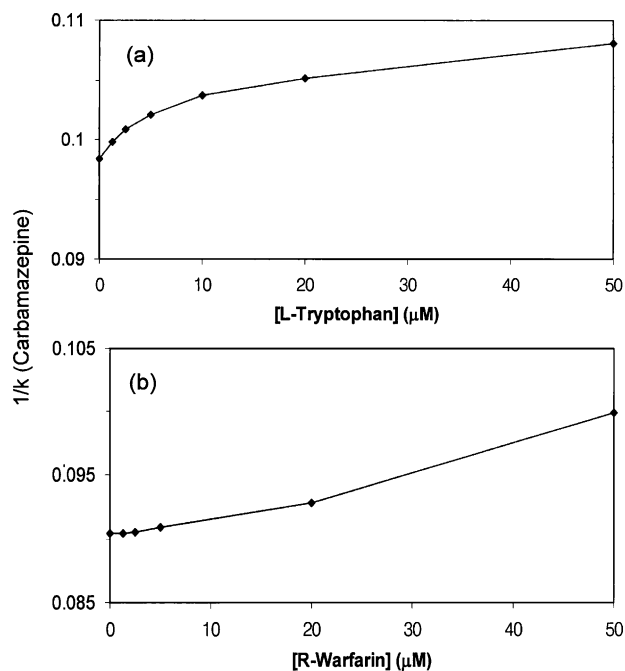 0.11
(a)
0.1
0.09
0 10 20 30 40 50
[L-Tryptophan] (μM)
1/k (Carbamazepine)
0.105
(b)
0.095
0.085
0 10 20 30 40 50
[R-Warfarin] (μM)